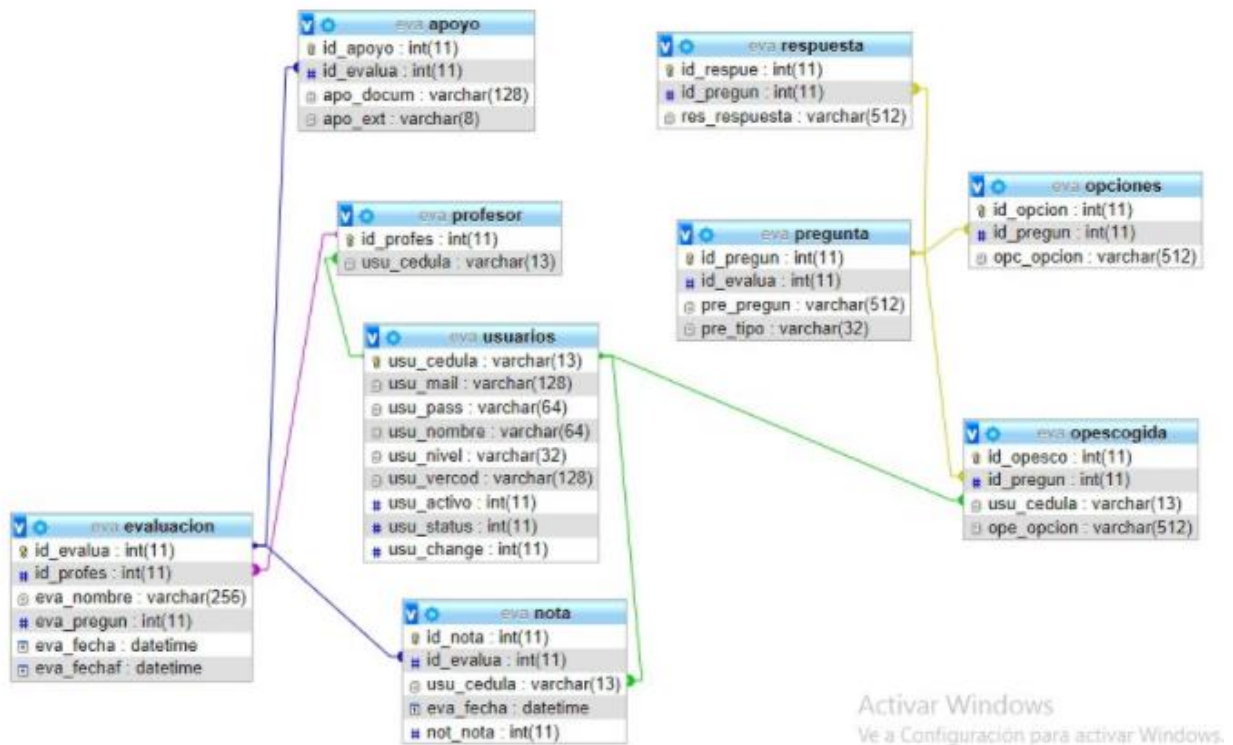 eva apoyo
id_apoyo : int(11)
id_evalua : int(11)
apo_docum : varchar(128)
apo_ext : varchar(8)
eva respuesta
id_respue : int(11)
id_pregun : int(11)
res_respuesta : varchar(512)
eva opciones
id_opcion : int(11)
id_pregun : int(11)
opc_opcion : varchar(512)
eva profesor
id_profes : int(11)
usu_cedula : varchar(13)
eva pregunta
id_pregun : int(11)
id_evalua : int(11)
pre_pregun : varchar(512)
pre_tipo : varchar(32)
eva usuarios
usu_cedula : varchar(13)
usu_mail : varchar(128)
usu_pass : varchar(64)
usu_nombre : varchar(64)
usu_nivel : varchar(32)
usu_vercod : varchar(128)
usu_activo : int(11)
usu_status : int(11)
usu_change : int(11)
eva opescogida
id_opesco : int(11)
id_pregun : int(11)
usu_cedula : varchar(13)
ope_opcion : varchar(512)
eva evaluacion
id_evalua : int(11)
id_profes : int(11)
eva_nombre : varchar(256)
eva_pregun : int(11)
eva_fecha : datetime
eva_fechaf : datetime
eva nota
id_nota : int(11)
id_evalua : int(11)
usu_cedula : varchar(13)
eva_fecha : datetime
not_nota : int(11)
Activar Windows
Ve a Configuración para activar Windows.